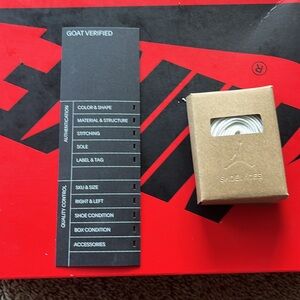 GOAT VERIFIED
AUTHENTICATION
COLOR & SHAPE
MATERIAL & STRUCTURE
STITCHING
SOLE
LABEL & TAG
QUALITY CONTROL
SKU & SIZE
RIGHT & LEFT
SHOE CONDITION
BOX CONDITION
ACCESSORIES
®
SHOELACES